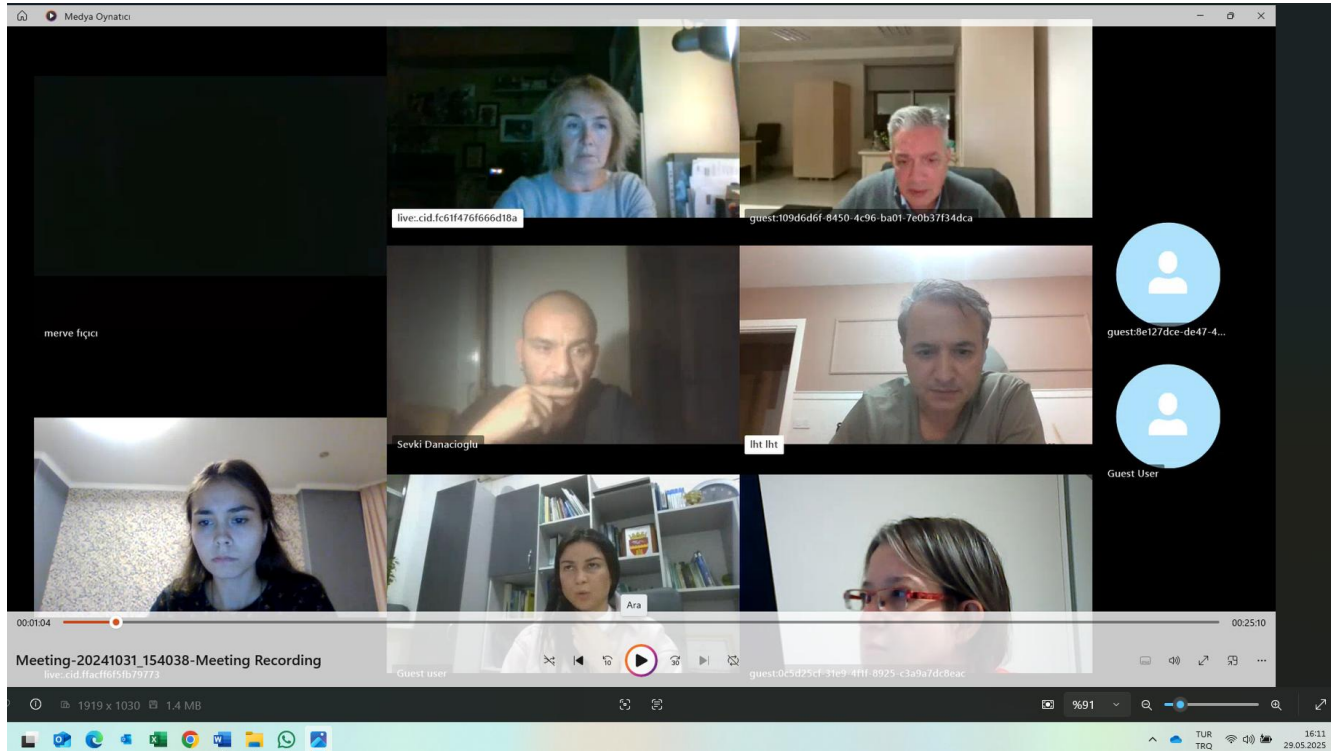 Medya Oynatıcı
live:.cid.fc61f476f666d18a
guest:109d6d6f-8450-4c96-ba01-7e0b37f34dca
merve fıçıcı
guest:8e127dce-de47-4...
Sevki Danacioglu
lht lht
Guest User
Ara
00:01:04
00:25:10
Meeting-20241031_154038-Meeting Recording
10
30
live:.cid.ffacff6f5fb79773
Guest user
guest:0c5d25cf-31e9-4f1f-8925-c3a9a7dc8eac
1919 x 1030
1.4 MB
%91
TUR
TRQ
16:11
29.05.2025